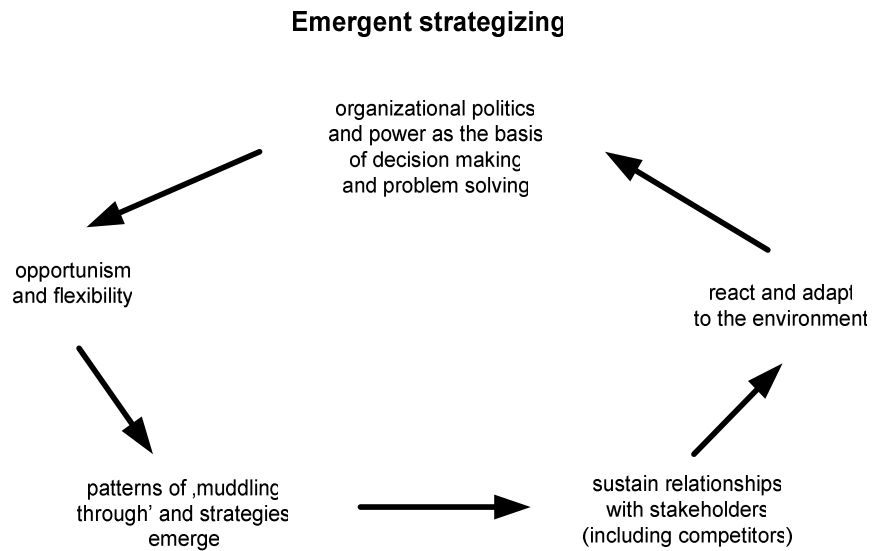 Emergent strategizing
organizational politics
and power as the basis
of decision making
and problem solving
opportunism
and flexibility
patterns of ‚muddling
through’ and strategies
emerge
sustain relationships
with stakeholders
(including competitors)
react and adapt
to the environment